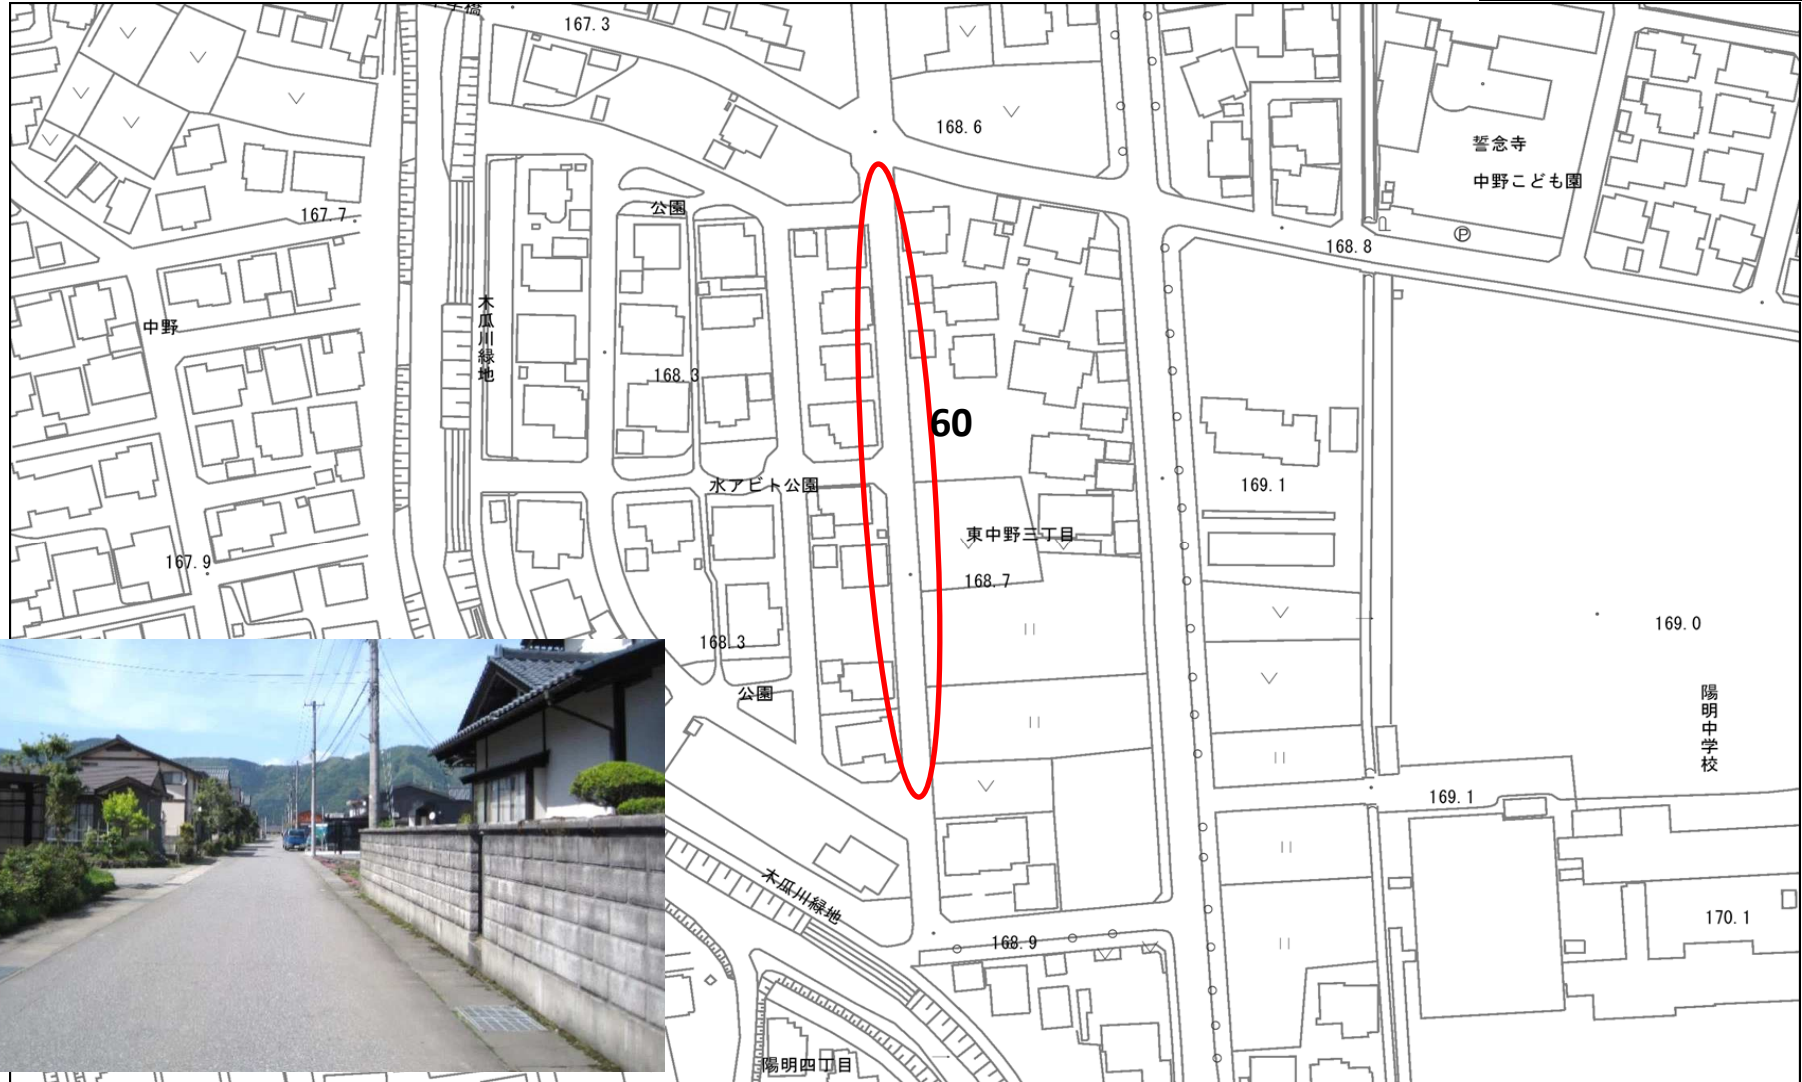 167.3
168.6
誓念寺
中野こども園
公園
167.7
168.8
木瓜川緑地
中野
168.3
60
水アビト公園
169.1
東中野三丁目
167.9
168.7
169.0
168.3
公園
陽明中学校
169.1
木瓜川緑地
170.1
168.9
陽明四丁目